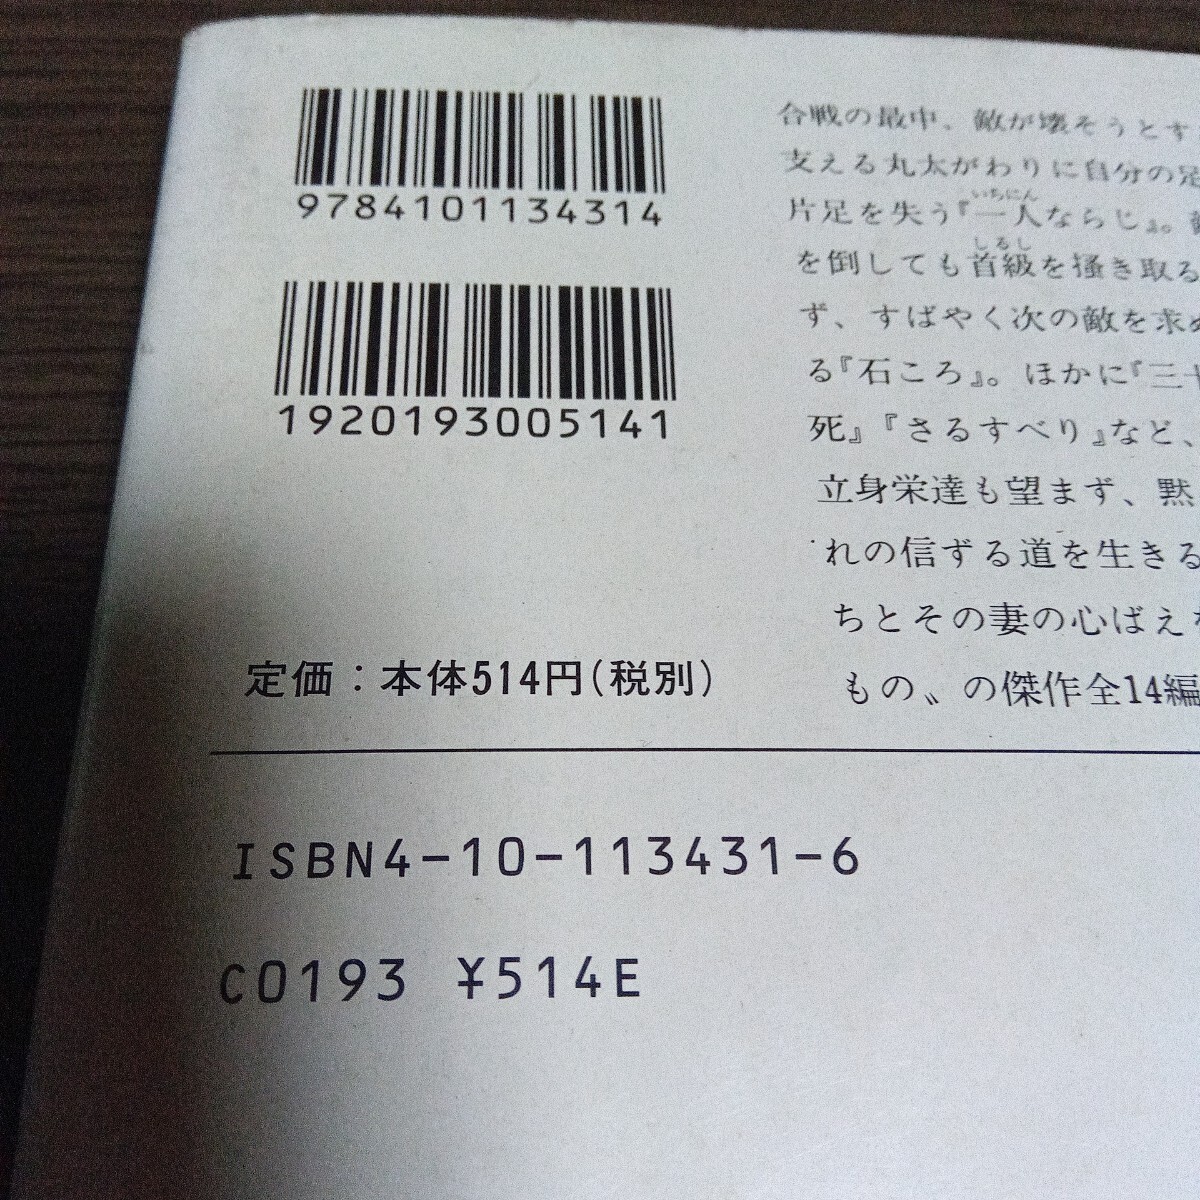 9784101134314
1920193005141
定価：本体514円(税別)
合戦の最中、敵が壊そうとす
支える丸太がわりに自分の足
いちにん
片足を失う『一人ならじ』。
しるし
を倒しても首級を掻き取る
ず、すばやく次の敵を求め
る『石ころ』。ほかに『三十
死』『さるすべり』など、
立身栄達も望まず、黙
れの信ずる道を生きる
ちとその妻の心ばえを
もの〟の傑作全14編
ISBN4-10-113431-6
C0193 ¥514E